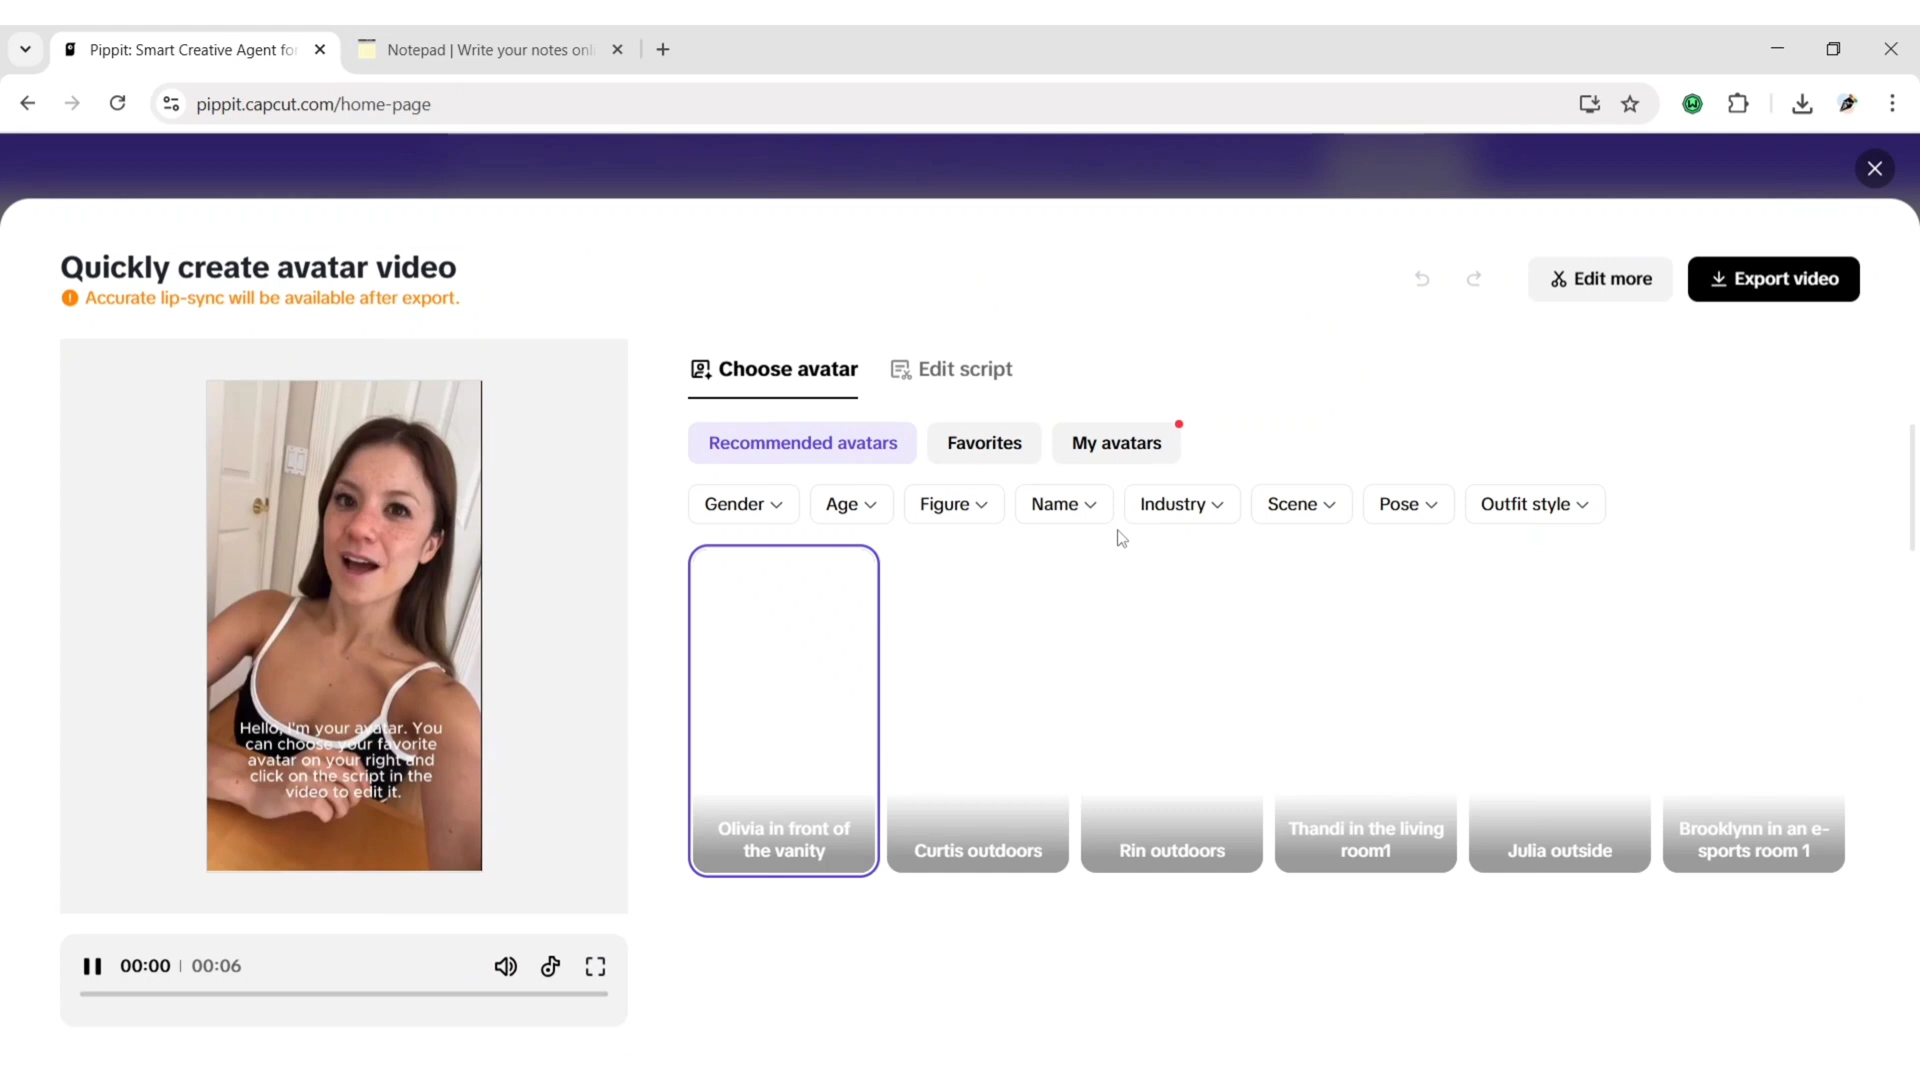 Pippit: Smart Creative Agent for
Notepad | Write your notes onl
pippit.capcut.com/home-page
Quickly create avatar video
Accurate lip-sync will be available after export.
Edit more
Export video
Choose avatar
Edit script
Recommended avatars
Favorites
My avatars
Gender
Age
Figure
Name
Industry
Scene
Pose
Outfit style
Hello, I'm your avatar. You
can choose your favorite
avatar on your right and
click on the script in the
video to edit it.
Olivia in front of
the vanity
Curtis outdoors
Rin outdoors
Thandi in the living
room1
Julia outside
Brooklynn in an e-
sports room 1
00:00 | 00:06